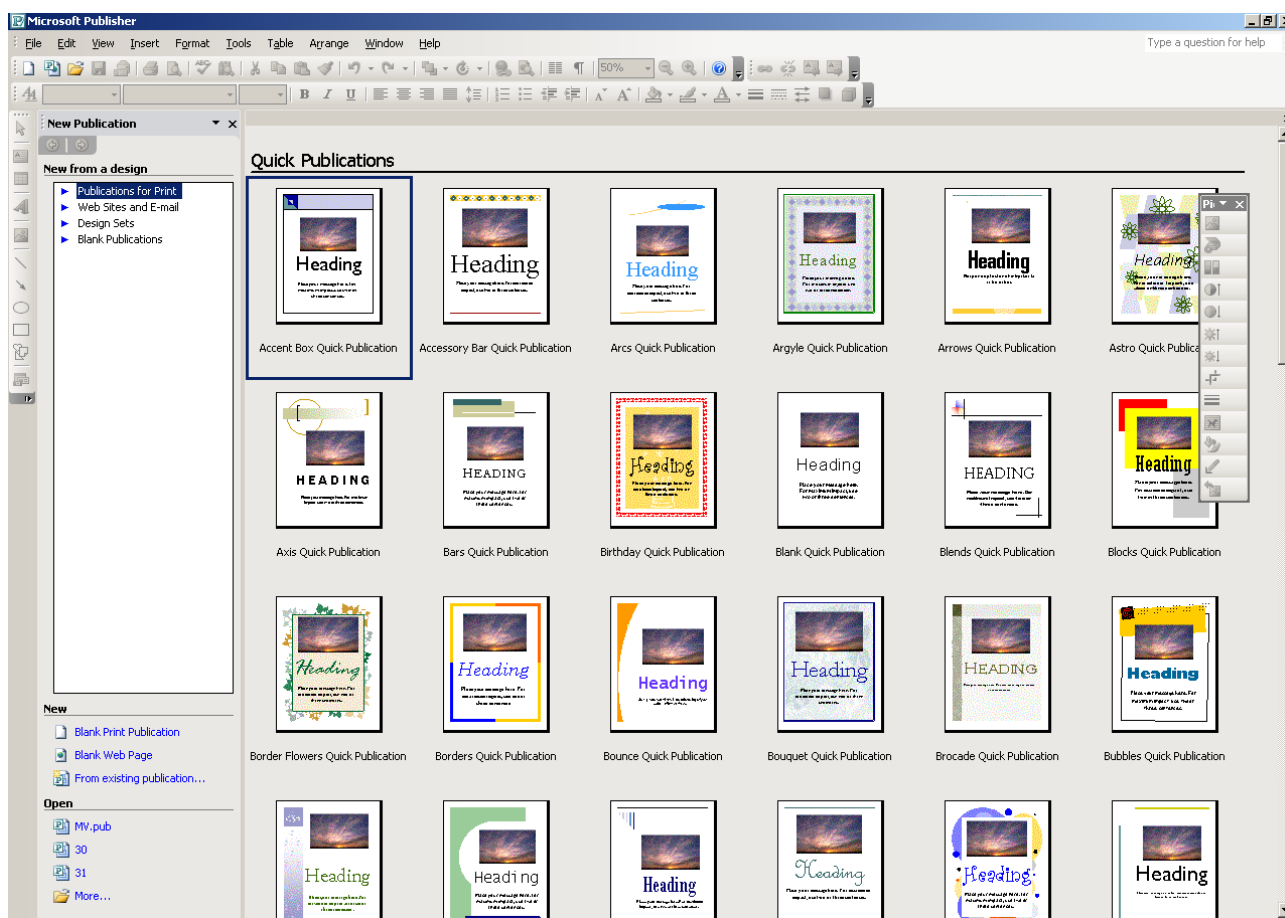 Microsoft Publisher
File Edit View Insert Format Tools Table Arrange Window Help
Type a question for help
50%
New Publication
New from a design
Publications for Print
Web Sites and E-mail
Design Sets
Blank Publications
New
Blank Print Publication
Blank Web Page
From existing publication...
Open
MV.pub
30
31
More...
Quick Publications
Heading
Heading
Heading
Heading
Heading
Heading
Accent Box Quick Publication
Accessory Bar Quick Publication
Arcs Quick Publication
Argyle Quick Publication
Arrows Quick Publication
Astro Quick Publica
HEADING
HEADING
Heading
Heading
HEADING
Heading
Axis Quick Publication
Bars Quick Publication
Birthday Quick Publication
Blank Quick Publication
Blends Quick Publication
Blocks Quick Publication
Heading
Heading
Heading
Heading
HEADING
Heading
Border Flowers Quick Publication
Borders Quick Publication
Bounce Quick Publication
Bouquet Quick Publication
Brocade Quick Publication
Bubbles Quick Publication
Heading
Heading
Heading
Heading
Heading
Heading